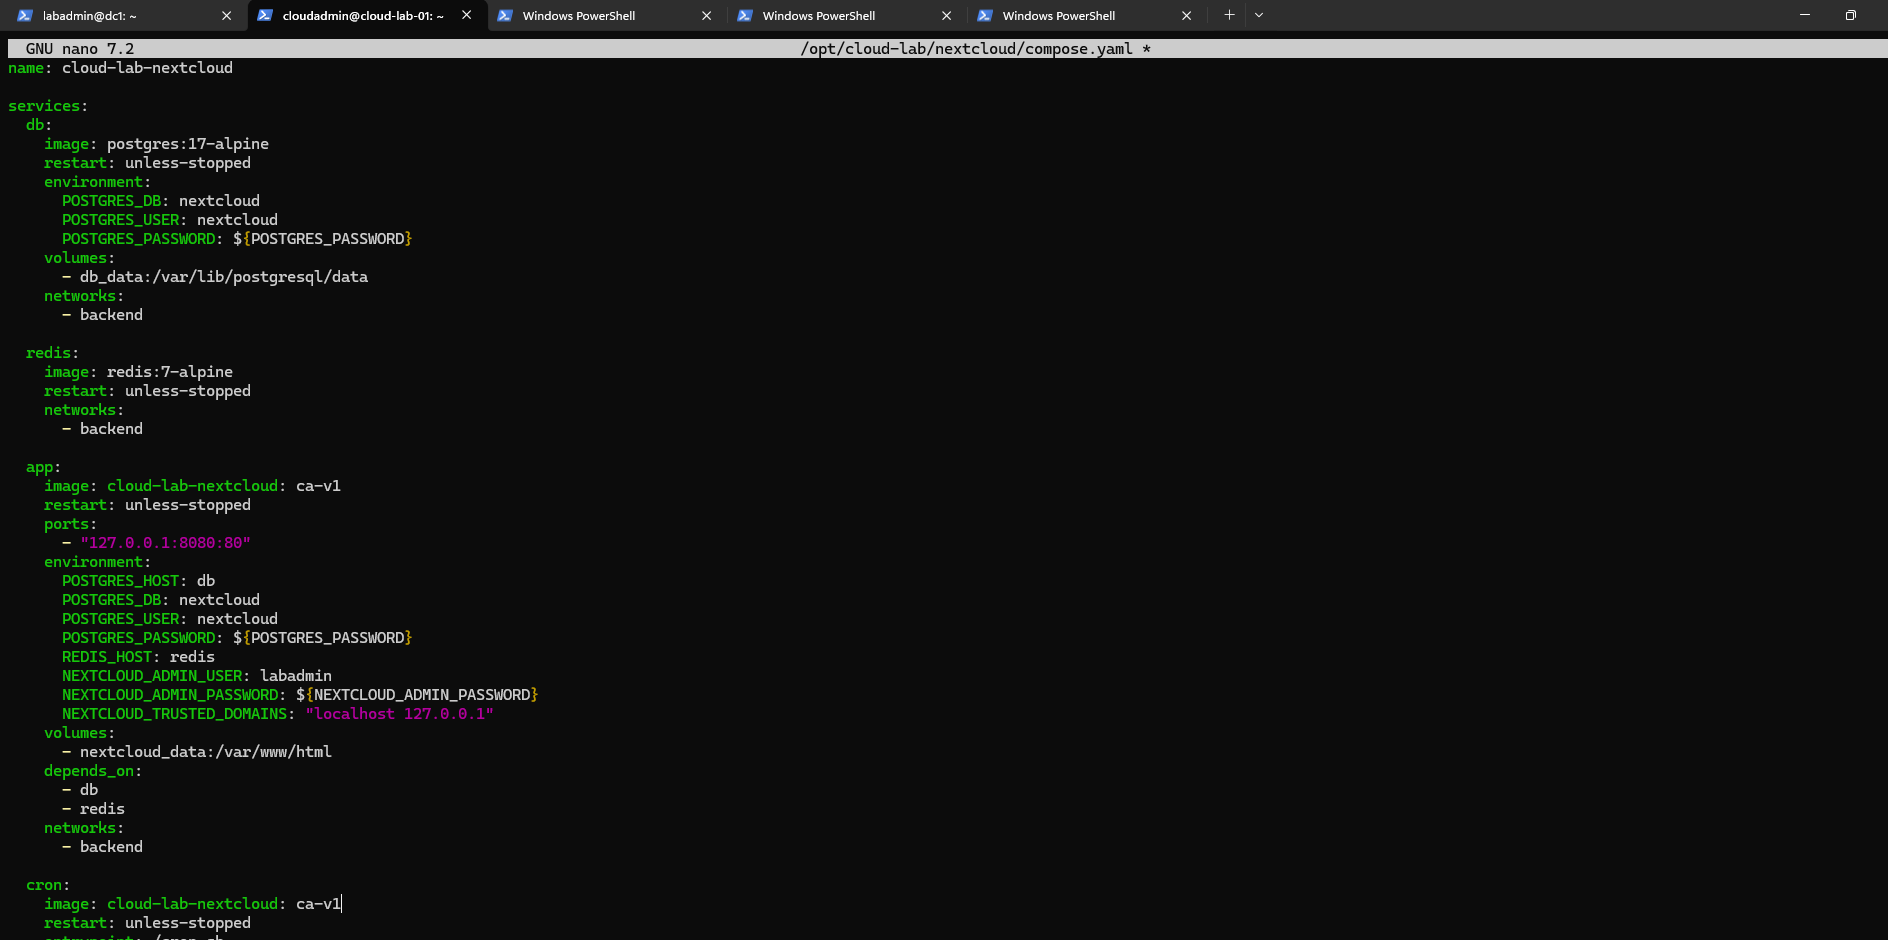 labadmin@dc1: ~
cloudadmin@cloud-lab-01: ~
Windows PowerShell
Windows PowerShell
Windows PowerShell
GNU nano 7.2 /opt/cloud-lab/nextcloud/compose.yaml *
name: cloud-lab-nextcloud
services:
db:
image: postgres:17-alpine
restart: unless-stopped
environment:
POSTGRES_DB: nextcloud
POSTGRES_USER: nextcloud
POSTGRES_PASSWORD: ${POSTGRES_PASSWORD}
volumes:
- db_data:/var/lib/postgresql/data
networks:
- backend
redis:
image: redis:7-alpine
restart: unless-stopped
networks:
- backend
app:
image: cloud-lab-nextcloud: ca-v1
restart: unless-stopped
ports:
- "127.0.0.1:8080:80"
environment:
POSTGRES_HOST: db
POSTGRES_DB: nextcloud
POSTGRES_USER: nextcloud
POSTGRES_PASSWORD: ${POSTGRES_PASSWORD}
REDIS_HOST: redis
NEXTCLOUD_ADMIN_USER: labadmin
NEXTCLOUD_ADMIN_PASSWORD: ${NEXTCLOUD_ADMIN_PASSWORD}
NEXTCLOUD_TRUSTED_DOMAINS: "localhost 127.0.0.1"
volumes:
- nextcloud_data:/var/www/html
depends_on:
- db
- redis
networks:
- backend
cron:
image: cloud-lab-nextcloud: ca-v1
restart: unless-stopped